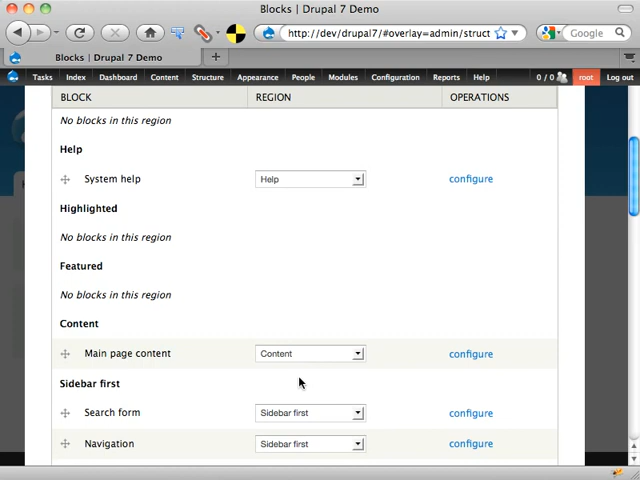 Blocks | Drupal 7 Demo
http://dev/drupal7/#overlay=admin/struct
Google
Blocks | Drupal 7 Demo
Tasks Index Dashboard Content Structure Appearance People Modules Configuration Reports Help 0 / 0 root Log out
BLOCK REGION OPERATIONS
No blocks in this region
Help
System help Help configure
Highlighted
No blocks in this region
Featured
No blocks in this region
Content
Main page content Content configure
Sidebar first
Search form Sidebar first configure
Navigation Sidebar first configure